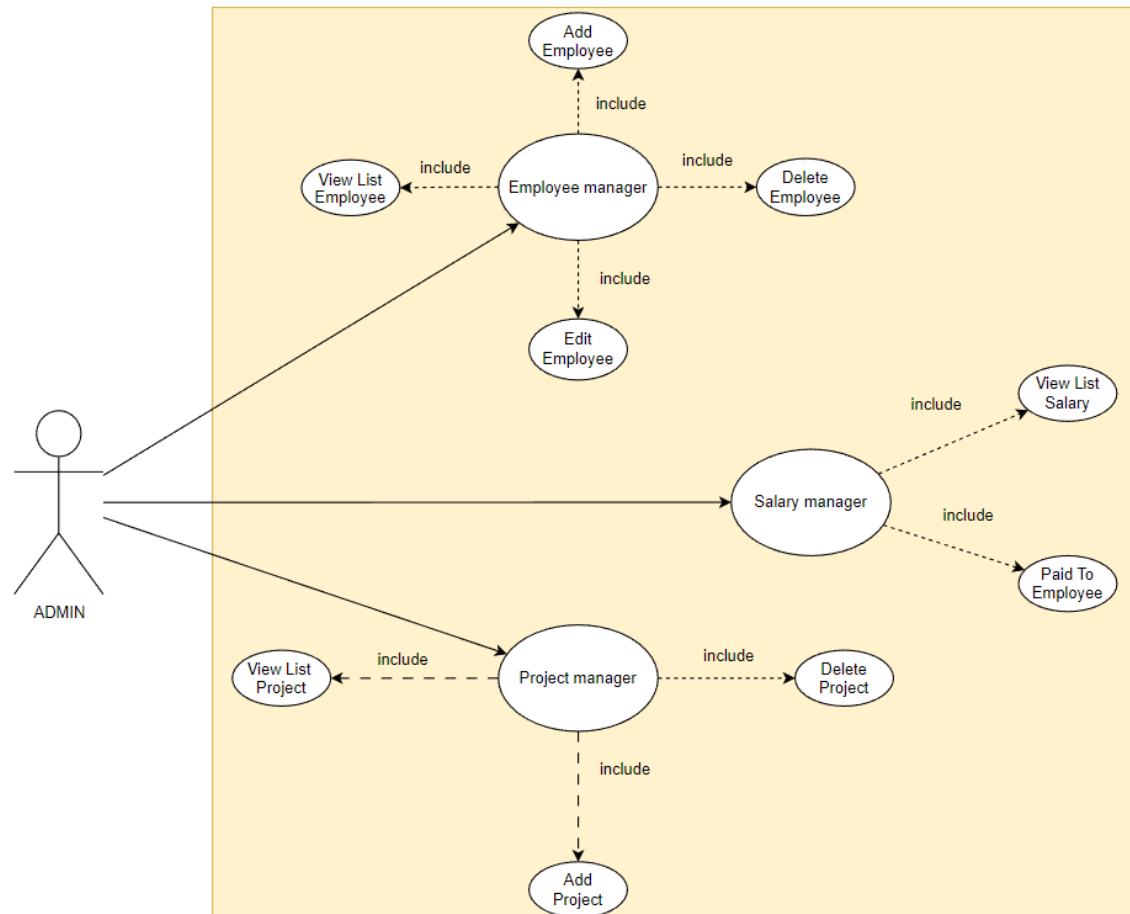 Add
Employee
include
include
include
View List
Employee
Employee manager
Delete
Employee
include
Edit
Employee
View List
Salary
include
Salary manager
include
Paid To
Employee
ADMIN
include
include
View List
Project
Project manager
Delete
Project
include
Add
Project